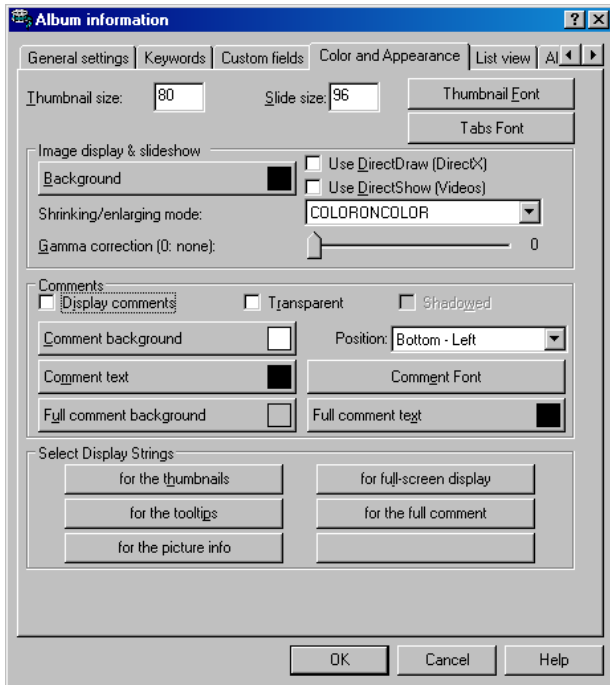 Album information
General settings Keywords Custom fields Color and Appearance List view Al
Thumbnail size: 80 Slide size: 96 Thumbnail Font
Tabs Font
Image display & slideshow
Background Use DirectDraw (DirectX)
Use DirectShow (Videos)
Shrinking/enlarging mode: COLORONCOLOR
Gamma correction (0: none): 0
Comments
Display comments Transparent Shadowed
Comment background Position: Bottom - Left
Comment text Comment Font
Full comment background Full comment text
Select Display Strings
for the thumbnails for full-screen display
for the tooltips for the full comment
for the picture info
OK Cancel Help